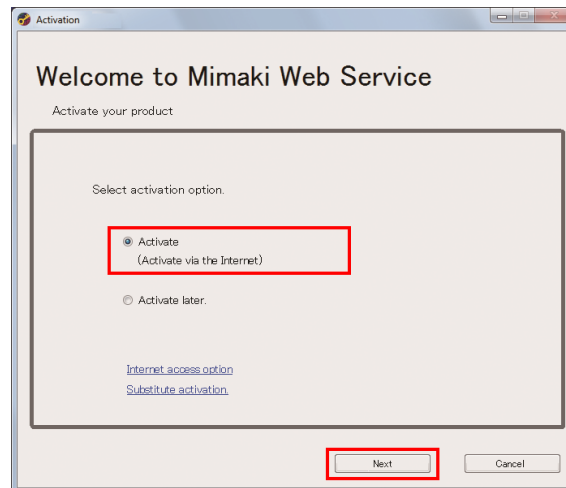 Activation
Welcome to Mimaki Web Service
Activate your product
Select activation option.
Activate
(Activate via the Internet)
Activate later.
Internet access option
Substitute activation.
Next
Cancel